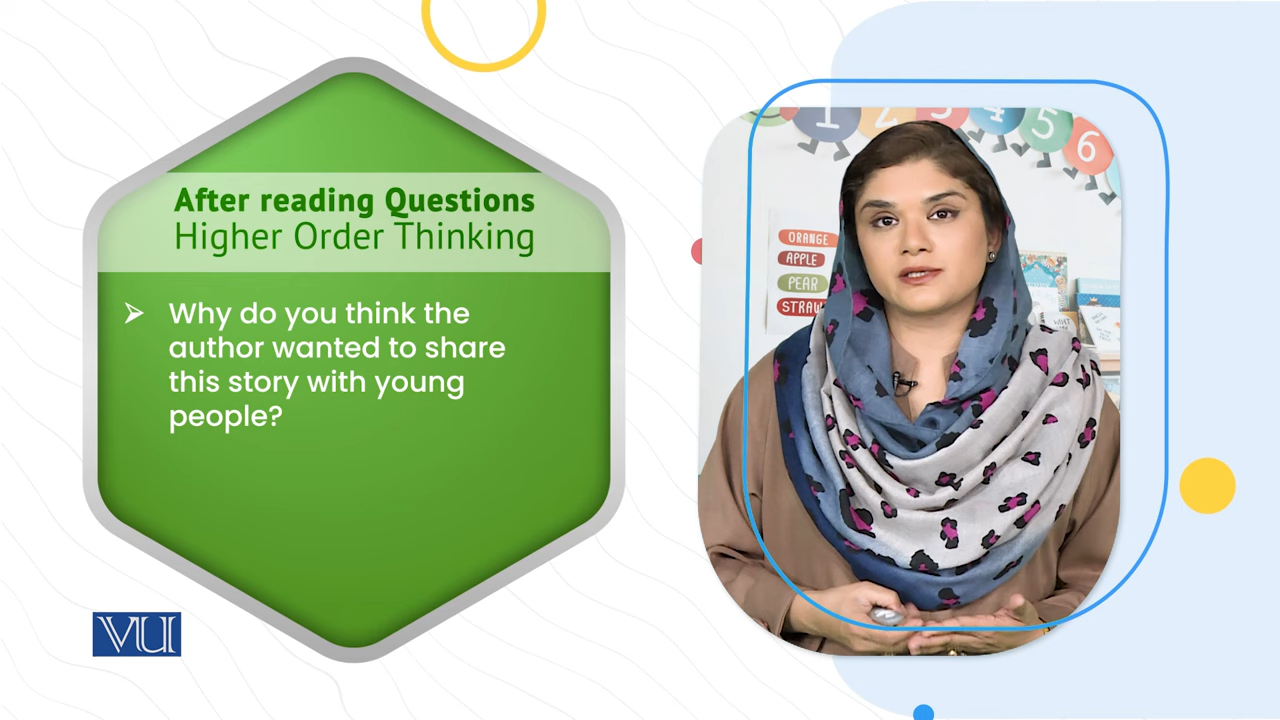 After reading Questions
Higher Order Thinking
Why do you think the
author wanted to share
this story with young
people?
VU
1 2 3 4 5 6
ORANGE
APPLE
PEAR